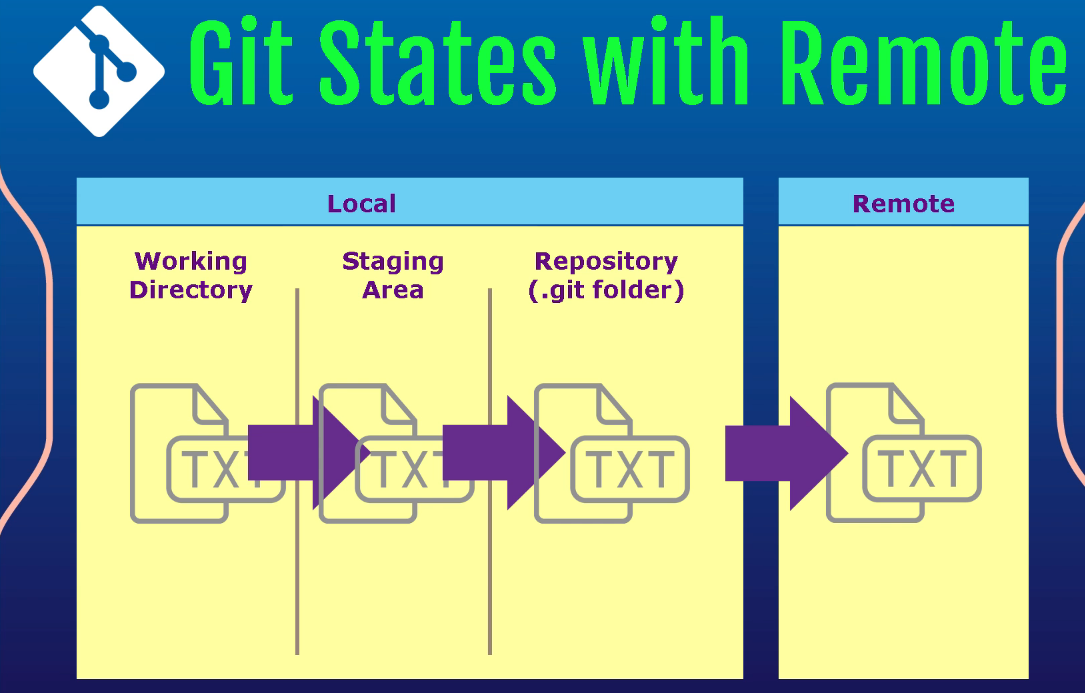 Git States with Remote
Local
Remote
Working
Directory
Staging
Area
Repository
(.git folder)
TXT
TXT
TXT
TXT